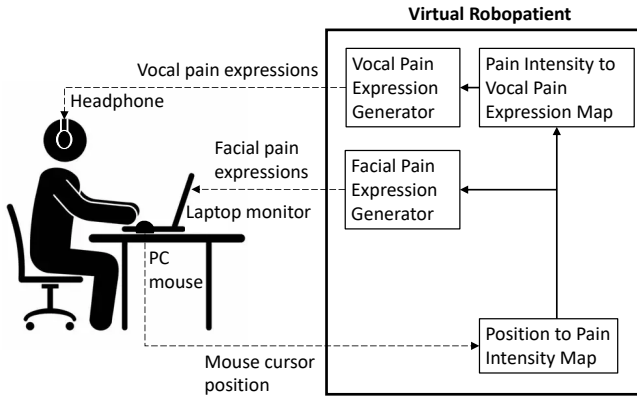 Virtual Robopatient
Vocal pain expressions
Headphone
Vocal Pain
Expression
Generator
Pain Intensity to
Vocal Pain
Expression Map
Facial pain
expressions
Laptop monitor
Facial Pain
Expression
Generator
PC
mouse
Mouse cursor
position
Position to Pain
Intensity Map